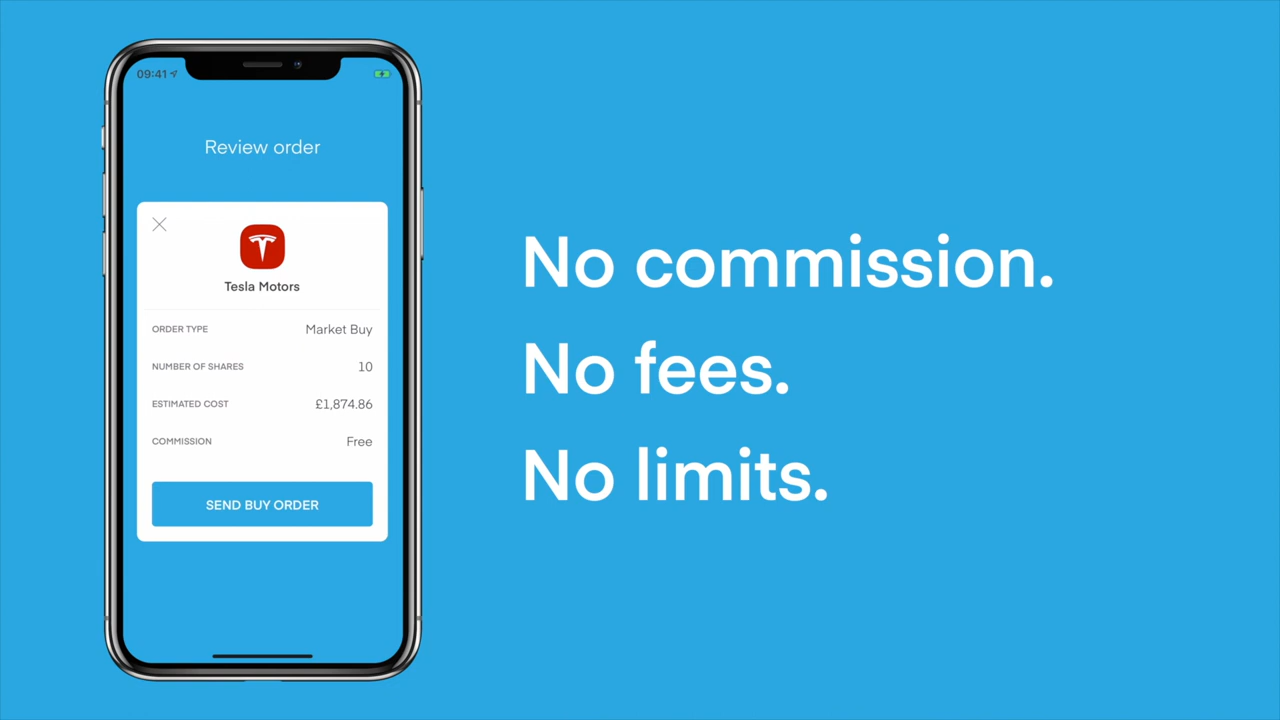 09:41
Review order
Tesla Motors
ORDER TYPE Market Buy
NUMBER OF SHARES 10
ESTIMATED COST £1,874.86
COMMISSION Free
SEND BUY ORDER
No commission.
No fees.
No limits.